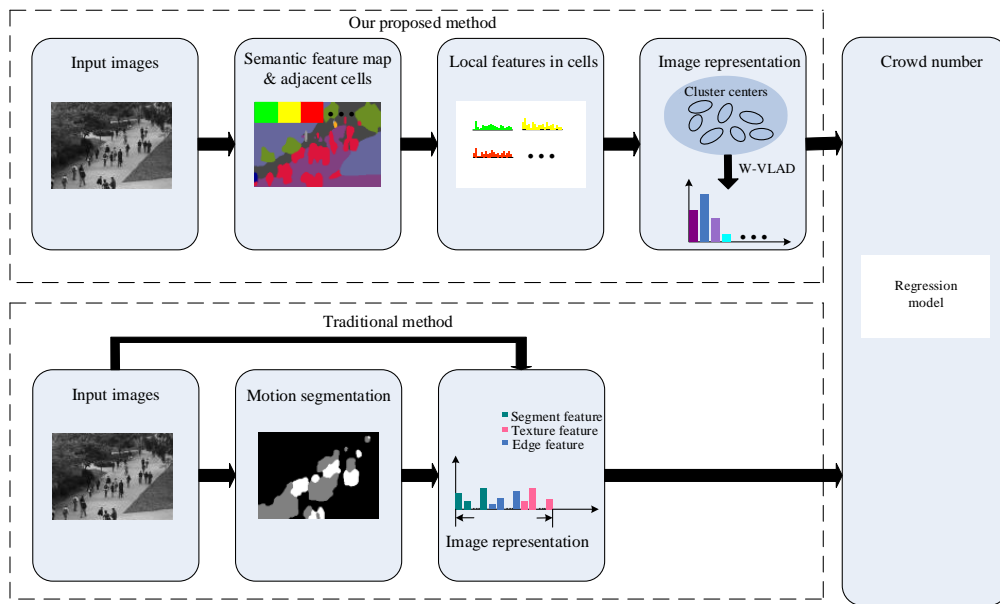 Our proposed method
Input images
Semantic feature map
& adjacent cells
Local features in cells
Image representation
Cluster centers
W-VLAD
Crowd number
Regression
model
Traditional method
Input images
Motion segmentation
Segment feature
Texture feature
Edge feature
Image representation